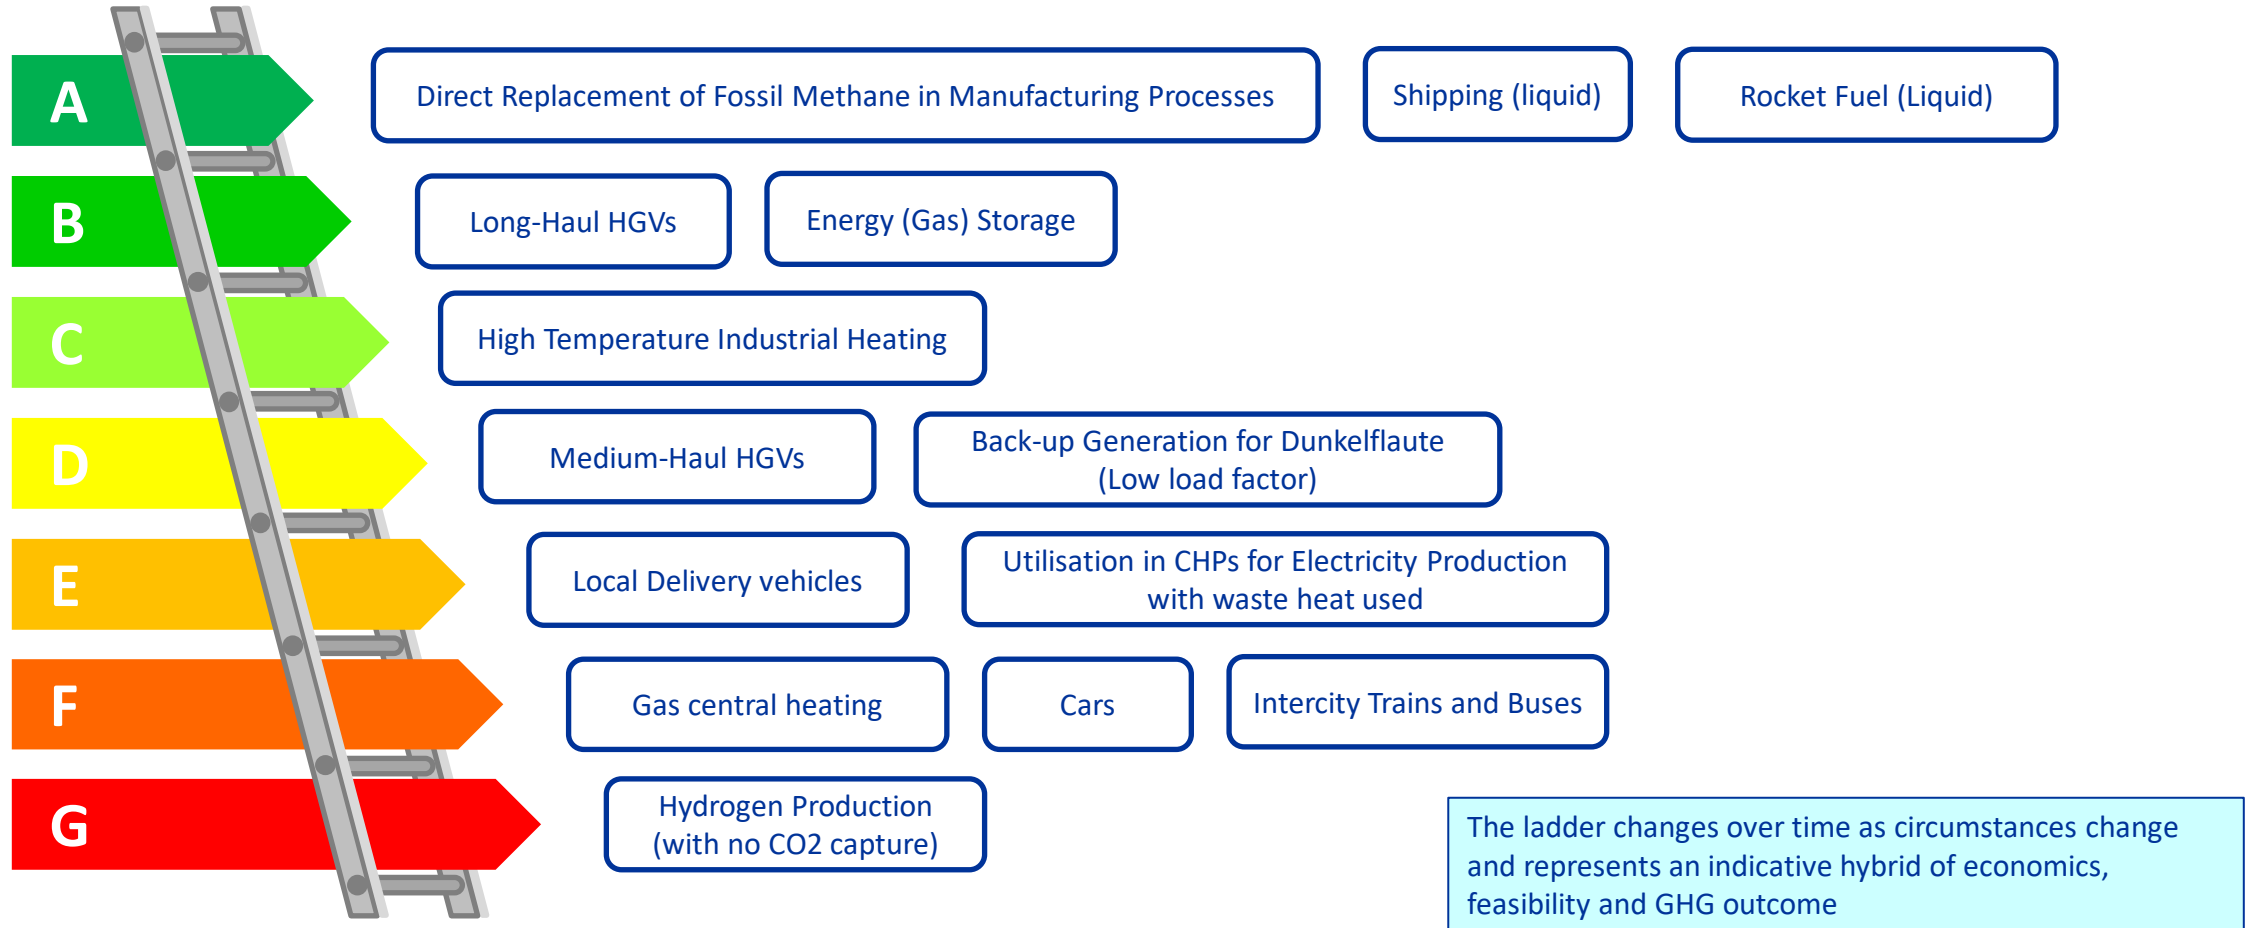 A
Direct Replacement of Fossil Methane in Manufacturing Processes
Shipping (liquid)
Rocket Fuel (Liquid)
B
Long-Haul HGVs
Energy (Gas) Storage
C
High Temperature Industrial Heating
D
Medium-Haul HGVs
Back-up Generation for Dunkelflaute
(Low load factor)
E
Local Delivery vehicles
Utilisation in CHPs for Electricity Production
with waste heat used
F
Gas central heating
Cars
Intercity Trains and Buses
G
Hydrogen Production
(with no CO2 capture)
The ladder changes over time as circumstances change
and represents an indicative hybrid of economics,
feasibility and GHG outcome